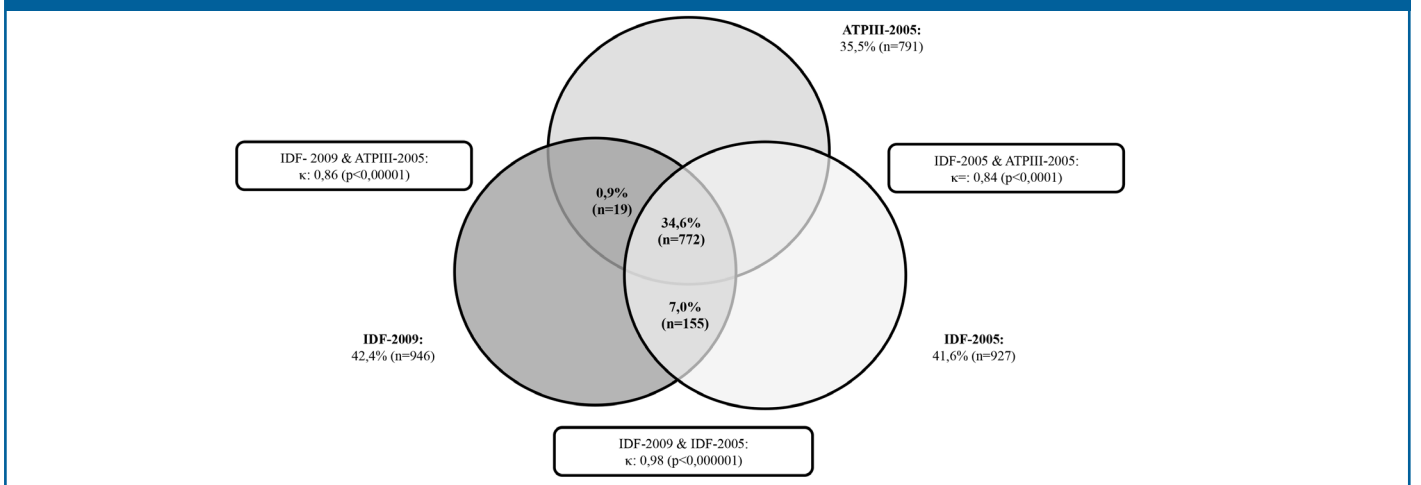 ATPIII-2005:
35,5% (n=791)
IDF- 2009 & ATPIII-2005:
κ: 0,86 (p<0,00001)
IDF-2005 & ATPIII-2005:
κ=: 0,84 (p<0,0001)
0,9%
(n=19)
34,6%
(n=772)
7,0%
(n=155)
IDF-2009:
42,4% (n=946)
IDF-2005:
41,6% (n=927)
IDF-2009 & IDF-2005:
κ: 0,98 (p<0,000001)